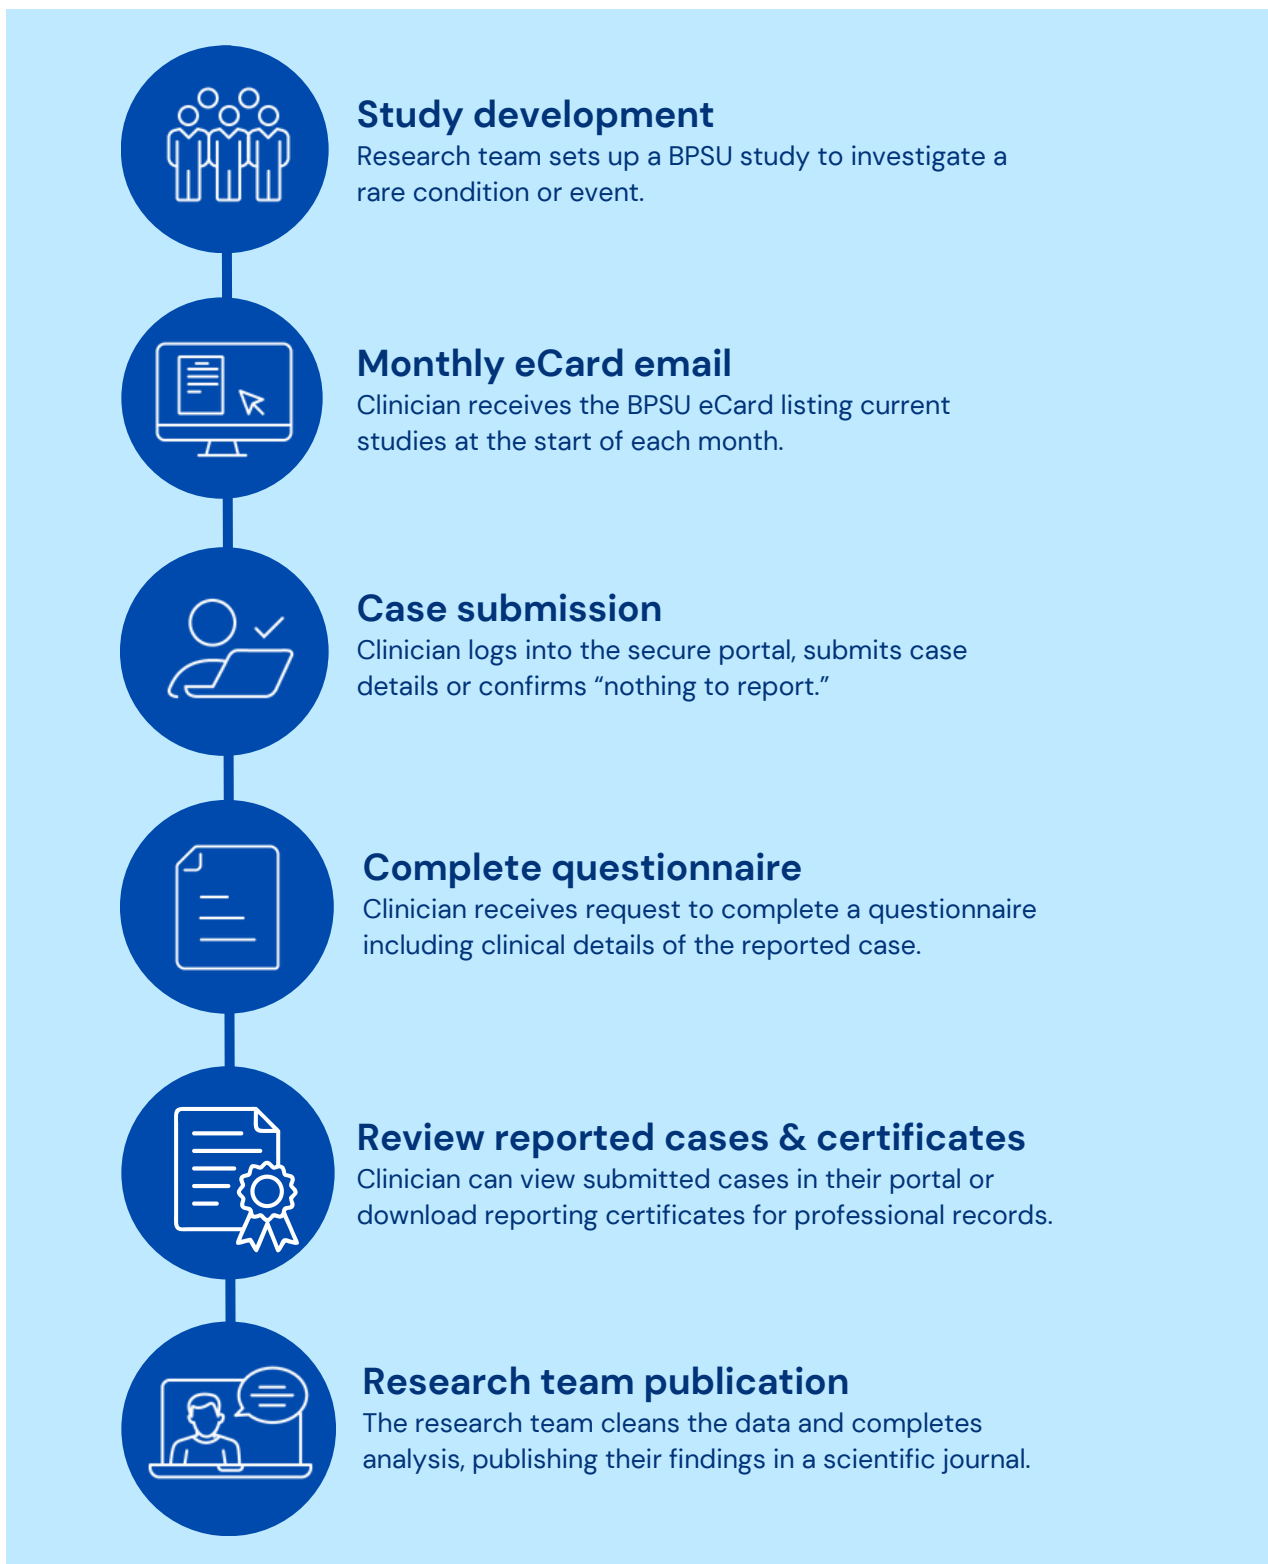 Study development
Research team sets up a BPSU study to investigate a
rare condition or event.
Monthly eCard email
Clinician receives the BPSU eCard listing current
studies at the start of each month.
Case submission
Clinician logs into the secure portal, submits case
details or confirms “nothing to report.”
Complete questionnaire
Clinician receives request to complete a questionnaire
including clinical details of the reported case.
Review reported cases & certificates
Clinician can view submitted cases in their portal or
download reporting certificates for professional records.
Research team publication
The research team cleans the data and completes
analysis, publishing their findings in a scientific journal.